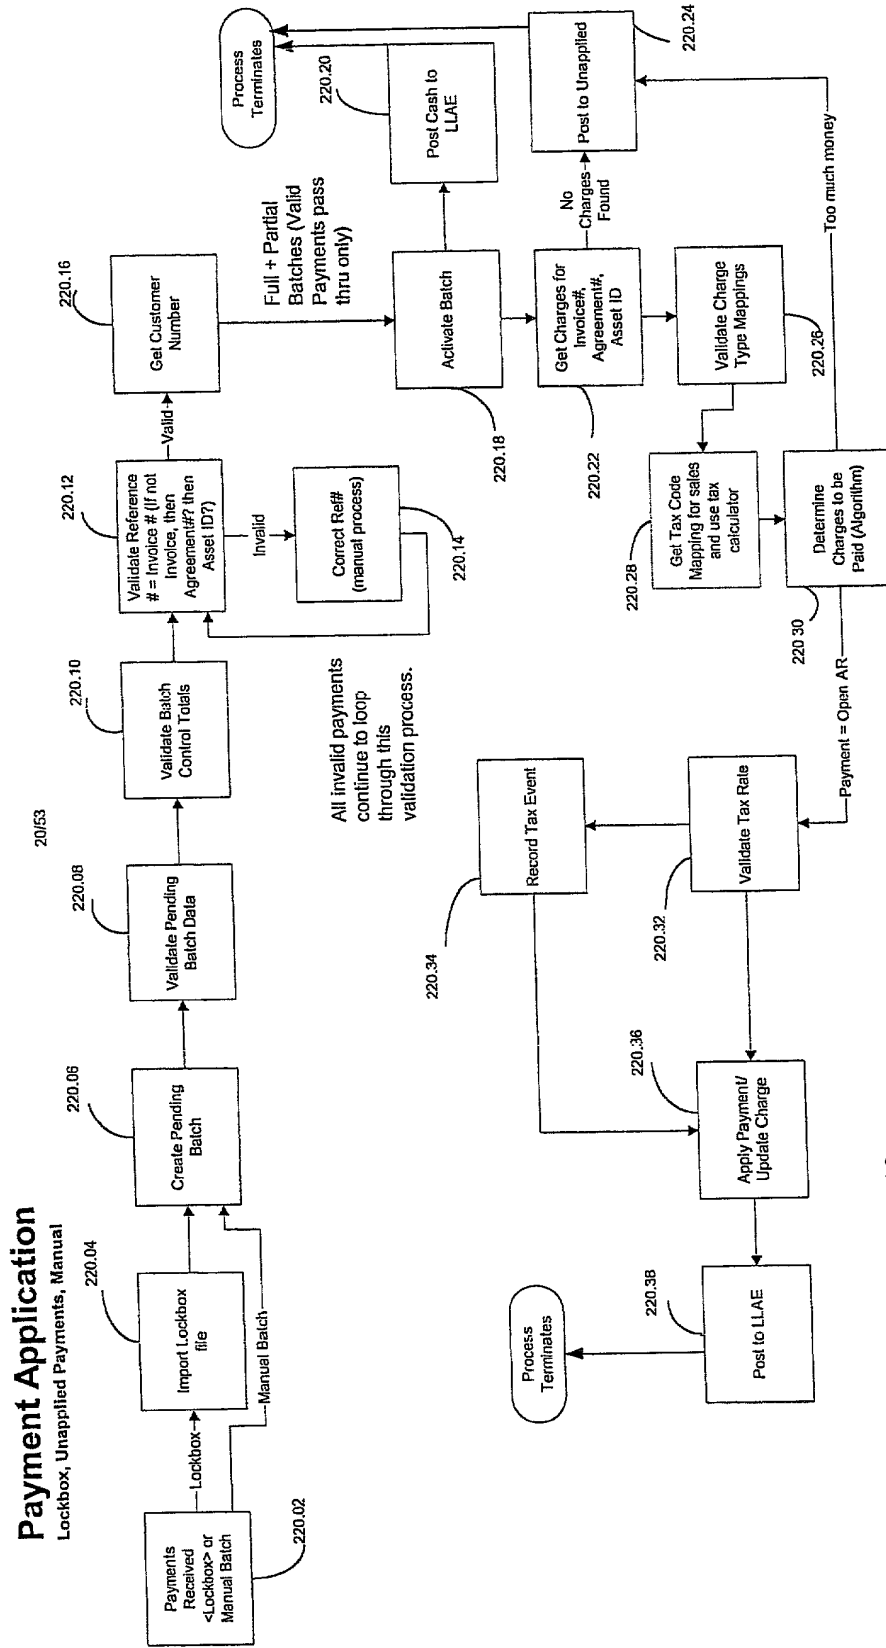 20/53
Payment Application
Lockbox, Unapplied Payments, Manual
Payments
Received
<Lockbox> or
Manual Batch
220.02
Lockbox
Manual Batch
Import Lockbox
file
220.04
Create Pending
Batch
220.06
Validate Pending
Batch Data
220.08
Validate Batch
Control Totals
220.10
Validate Reference
# = Invoice # (If not
Invoice, then
Agreement#? then
Asset ID?)
220.12
Valid
Invalid
Correct Ref#
(manual process)
220.14
All invalid payments
continue to loop
through this
validation process.
Get Customer
Number
220.16
Full + Partial
Batches (Valid
Payments pass
thru only)
Activate Batch
220.18
Post Cash to
LLAE
220.20
Process
Terminates
Get Charges for
Invoice#,
Agreement#,
Asset ID
220.22
No
Charges
Found
Post to Unapplied
220.24
Validate Charge
Type Mappings
220.26
Get Tax Code
Mapping for sales
and use tax
calculator
220.28
Determine
Charges to be
Paid (Algorithm)
220 30
Too much money
Payment = Open AR
Validate Tax Rate
220.32
Record Tax Event
220.34
Apply Payment/
Update Charge
220.36
Post to LLAE
220.38
Process
Terminates